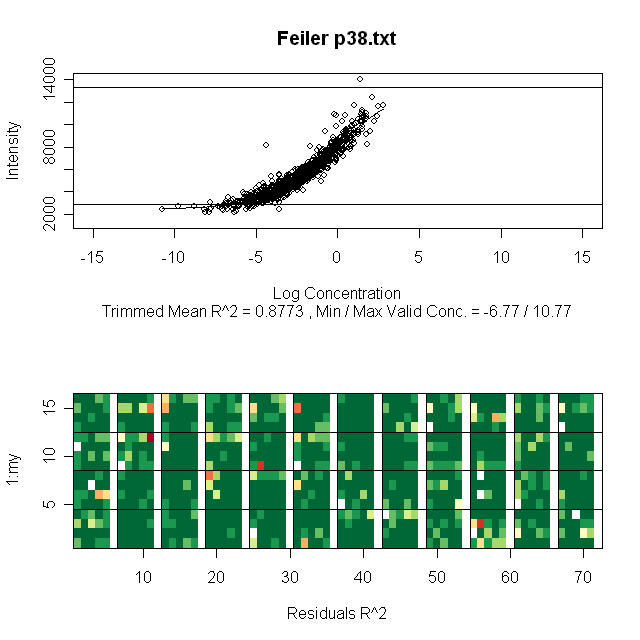 Feiler p38.txt
14000
8000
2000
Intensity
-15 -10 -5 0 5 10 15
Log Concentration
Trimmed Mean R^2 = 0.8773 , Min / Max Valid Conc. = -6.77 / 10.77
15
10
5
1:my
10 20 30 40 50 60 70
Residuals R^2